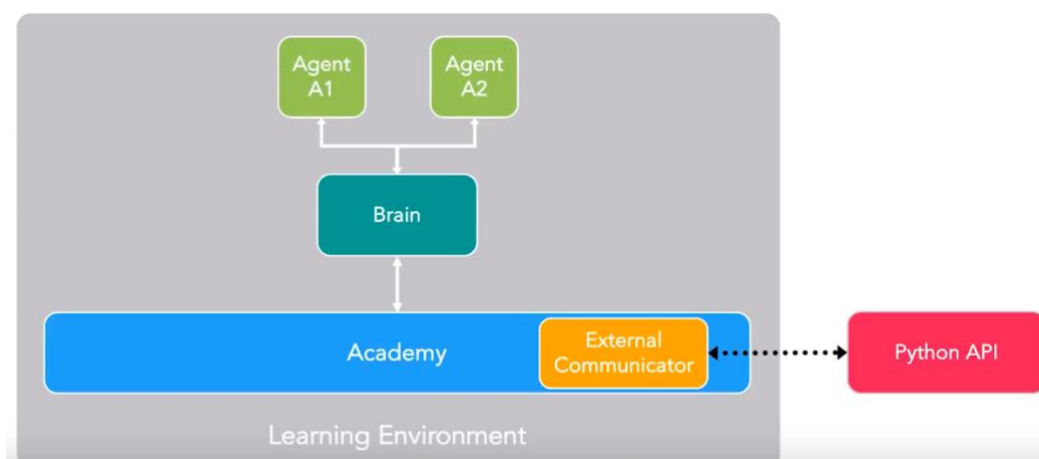 Agent
A1
Agent
A2
Brain
Academy
External
Communicator
Python API
Learning Environment